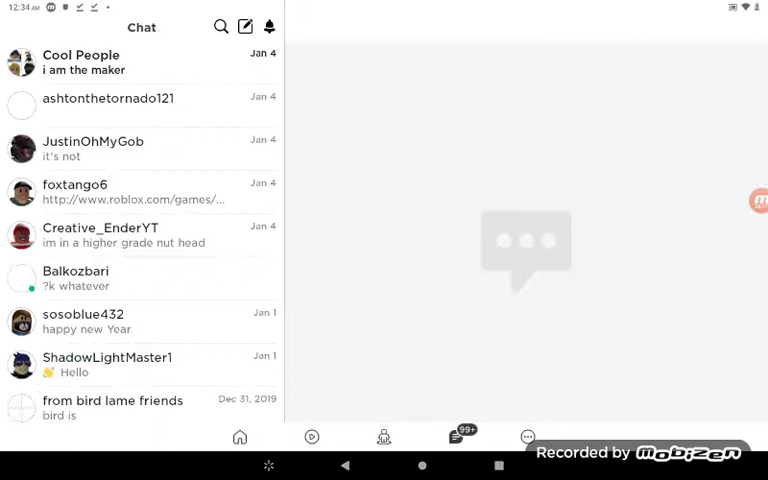 12:34 AM
Chat
Cool People Jan 4
i am the maker
ashtonthetornado121 Jan 4
JustinOhMyGob Jan 4
it's not
foxtango6 Jan 4
http://www.roblox.com/games/...
Creative_EnderYT Jan 4
im in a higher grade nut head
Balkozbari
?k whatever
sosoblue432 Jan 1
happy new Year
ShadowLightMaster1 Jan 1
👋 Hello
from bird lame friends Dec 31, 2019
bird is
99+
Recorded by Mobizen